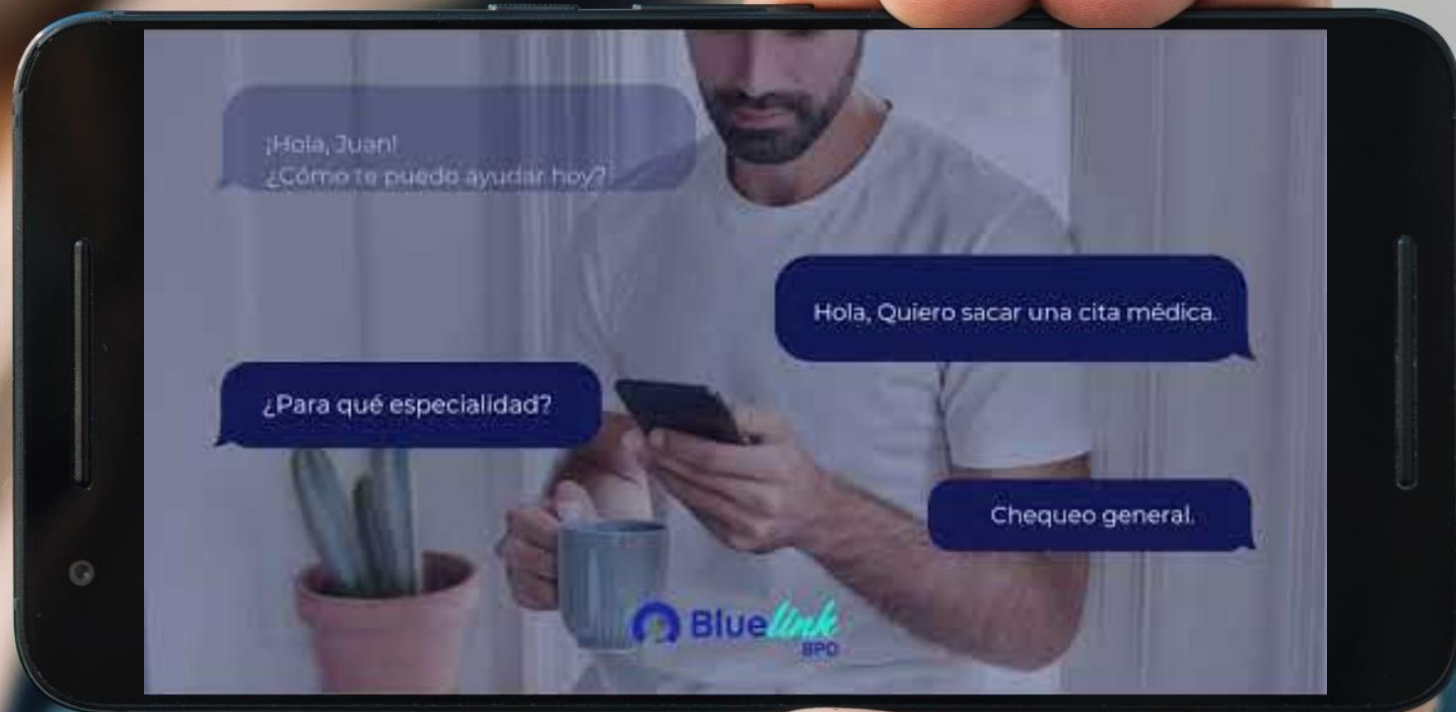 ¡Hola, Juan!
¿Cómo te puedo ayudar hoy?
Hola, Quiero sacar una cita médica.
¿Para qué especialidad?
Chequeo general.
Bluelink
BPO